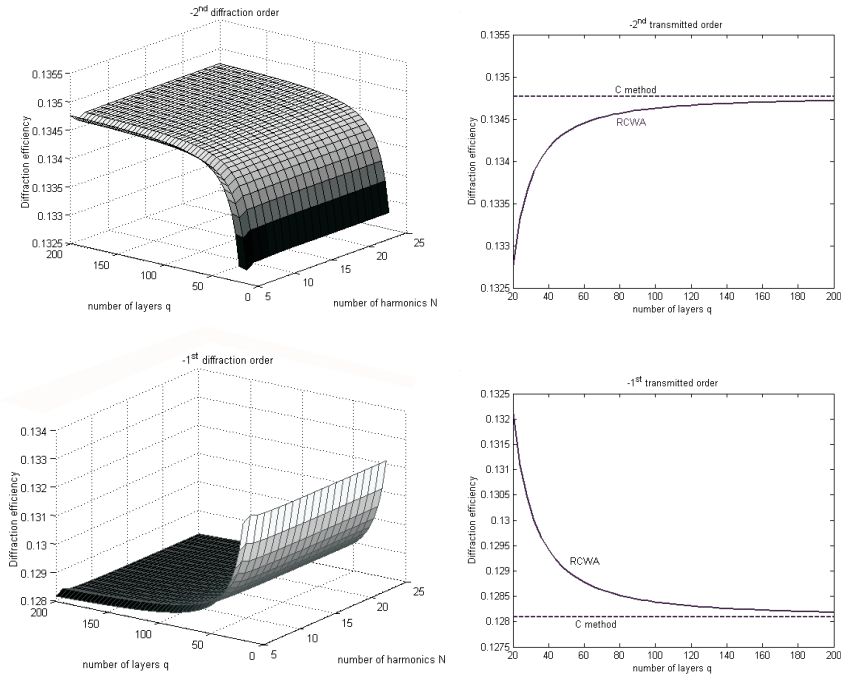 -2nd diffraction order
0.1355
0.135
0.1345
0.134
0.1335
0.133
0.1325
Diffraction efficiency
200
150
100
50
0
5
10
15
20
25
number of layers q
number of harmonics N
-2nd transmitted order
0.1355
0.135
0.1345
0.134
0.1335
0.133
0.1325
Diffraction efficiency
C method
RCWA
20 40 60 80 100 120 140 160 180 200
number of layers q
-1st diffraction order
0.134
0.133
0.132
0.131
0.13
0.129
0.128
Diffraction efficiency
200
150
100
50
0
5
10
15
20
25
number of layers q
number of harmonics N
-1st transmitted order
0.1325
0.132
0.1315
0.131
0.1305
0.13
0.1295
0.129
0.1285
0.128
0.1275
Diffraction efficiency
RCWA
C method
20 40 60 80 100 120 140 160 180 200
number of layers q